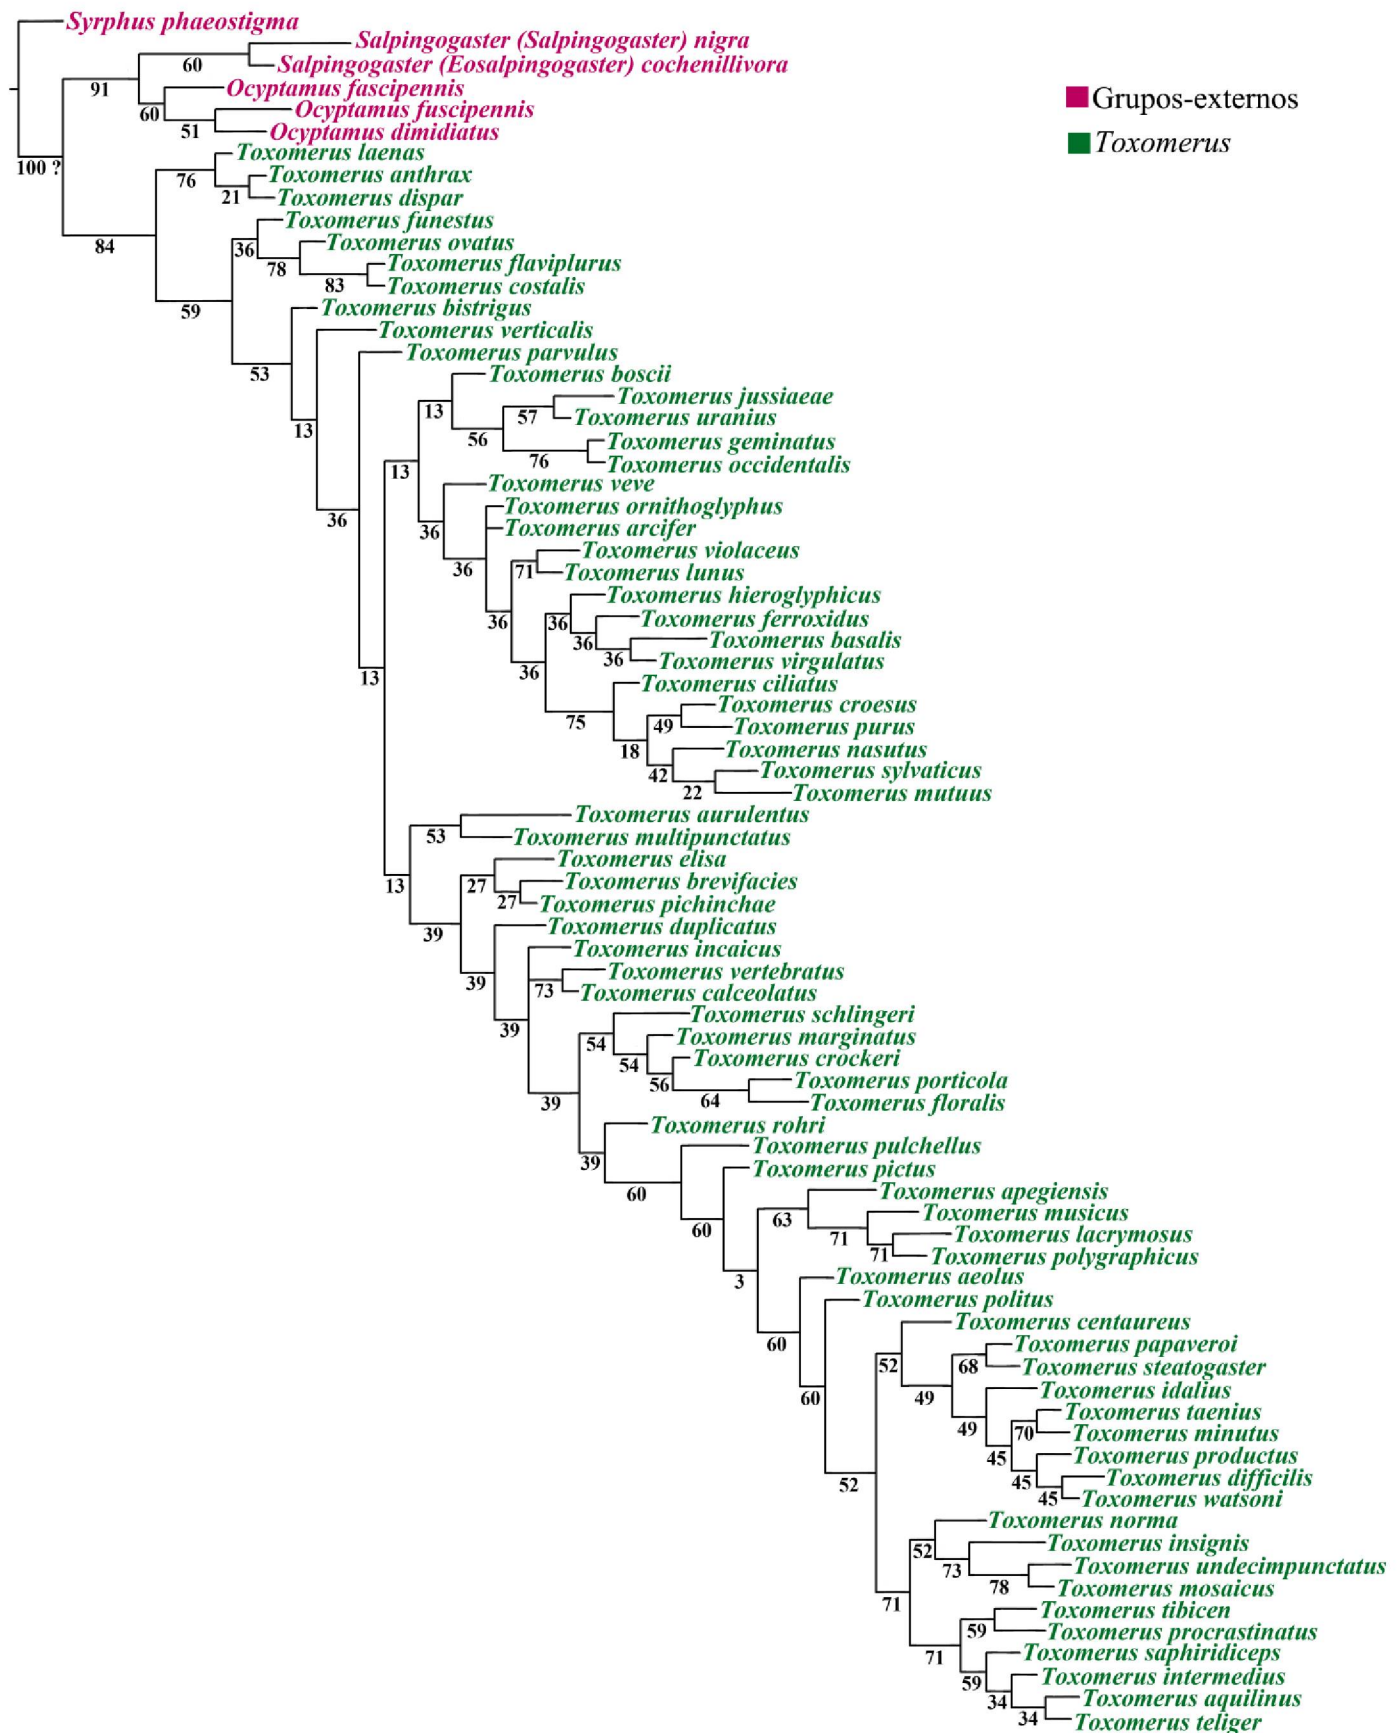 Syrphus phaeostigma
Salpingogaster (Salpingogaster) nigra
60
Salpingogaster (Eosalpingogaster) cochenillivora
91
Ocyptamus fascipennis
Grupos-externos
60
Ocyptamus fuscipennis
51
Ocyptamus dimidiatus
Toxomerus
100 ?
Toxomerus laenas
76
Toxomerus anthrax
21
Toxomerus dispar
84
Toxomerus funestus
36
Toxomerus ovatus
78
Toxomerus flaviplurus
83
Toxomerus costalis
59
Toxomerus bistrigus
Toxomerus verticalis
53
Toxomerus parvulus
Toxomerus boscii
13
Toxomerus jussiaeae
57
Toxomerus uranius
13
56
Toxomerus geminatus
76
Toxomerus occidentalis
13
Toxomerus veve
36
Toxomerus ornithoglyphus
36
Toxomerus arcifer
36
Toxomerus violaceus
71
Toxomerus lunus
Toxomerus hieroglyphicus
36
36
Toxomerus ferroxidus
36
Toxomerus basalis
36
36
Toxomerus virgulatus
13
Toxomerus ciliatus
75
Toxomerus croesus
49
Toxomerus purus
18
Toxomerus nasutus
42
Toxomerus sylvaticus
22
Toxomerus mutuus
Toxomerus aurulentus
53
Toxomerus multipunctatus
Toxomerus elisa
13
27
Toxomerus brevifacies
27
Toxomerus pichinchae
39
Toxomerus duplicatus
Toxomerus incaicus
39
Toxomerus vertebratus
73
Toxomerus calceolatus
39
Toxomerus schlingeri
54
Toxomerus marginatus
54
Toxomerus crockeri
56
Toxomerus porticola
39
64
Toxomerus floralis
Toxomerus rohri
39
Toxomerus pulchellus
60
Toxomerus pictus
60
Toxomerus apegiensis
63
Toxomerus musicus
71
Toxomerus lacrymosus
71
Toxomerus polygraphicus
3
Toxomerus aeolus
Toxomerus politus
60
Toxomerus centaureus
52
Toxomerus papaveroi
68
Toxomerus steatogaster
60
49
Toxomerus idalius
49
Toxomerus taenius
70
Toxomerus minutus
45
Toxomerus productus
52
45
Toxomerus difficilis
45
Toxomerus watsoni
Toxomerus norma
52
Toxomerus insignis
73
Toxomerus undecimpunctatus
78
Toxomerus mosaicus
71
Toxomerus tibicen
59
Toxomerus procrastinatus
71
Toxomerus saphiridiceps
59
Toxomerus intermedius
34
Toxomerus aquilinus
34
Toxomerus teliger